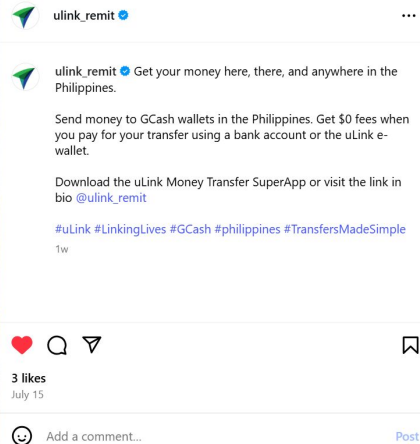 ulink_remit
ulink_remit Get your money here, there, and anywhere in the
Philippines.
Send money to GCash wallets in the Philippines. Get $0 fees when
you pay for your transfer using a bank account or the uLink e-
wallet.
Download the uLink Money Transfer SuperApp or visit the link in
bio @ulink_remit
#uLink #LinkingLives #GCash #philippines #TransfersMadeSimple
1w
3 likes
July 15
Add a comment... Post